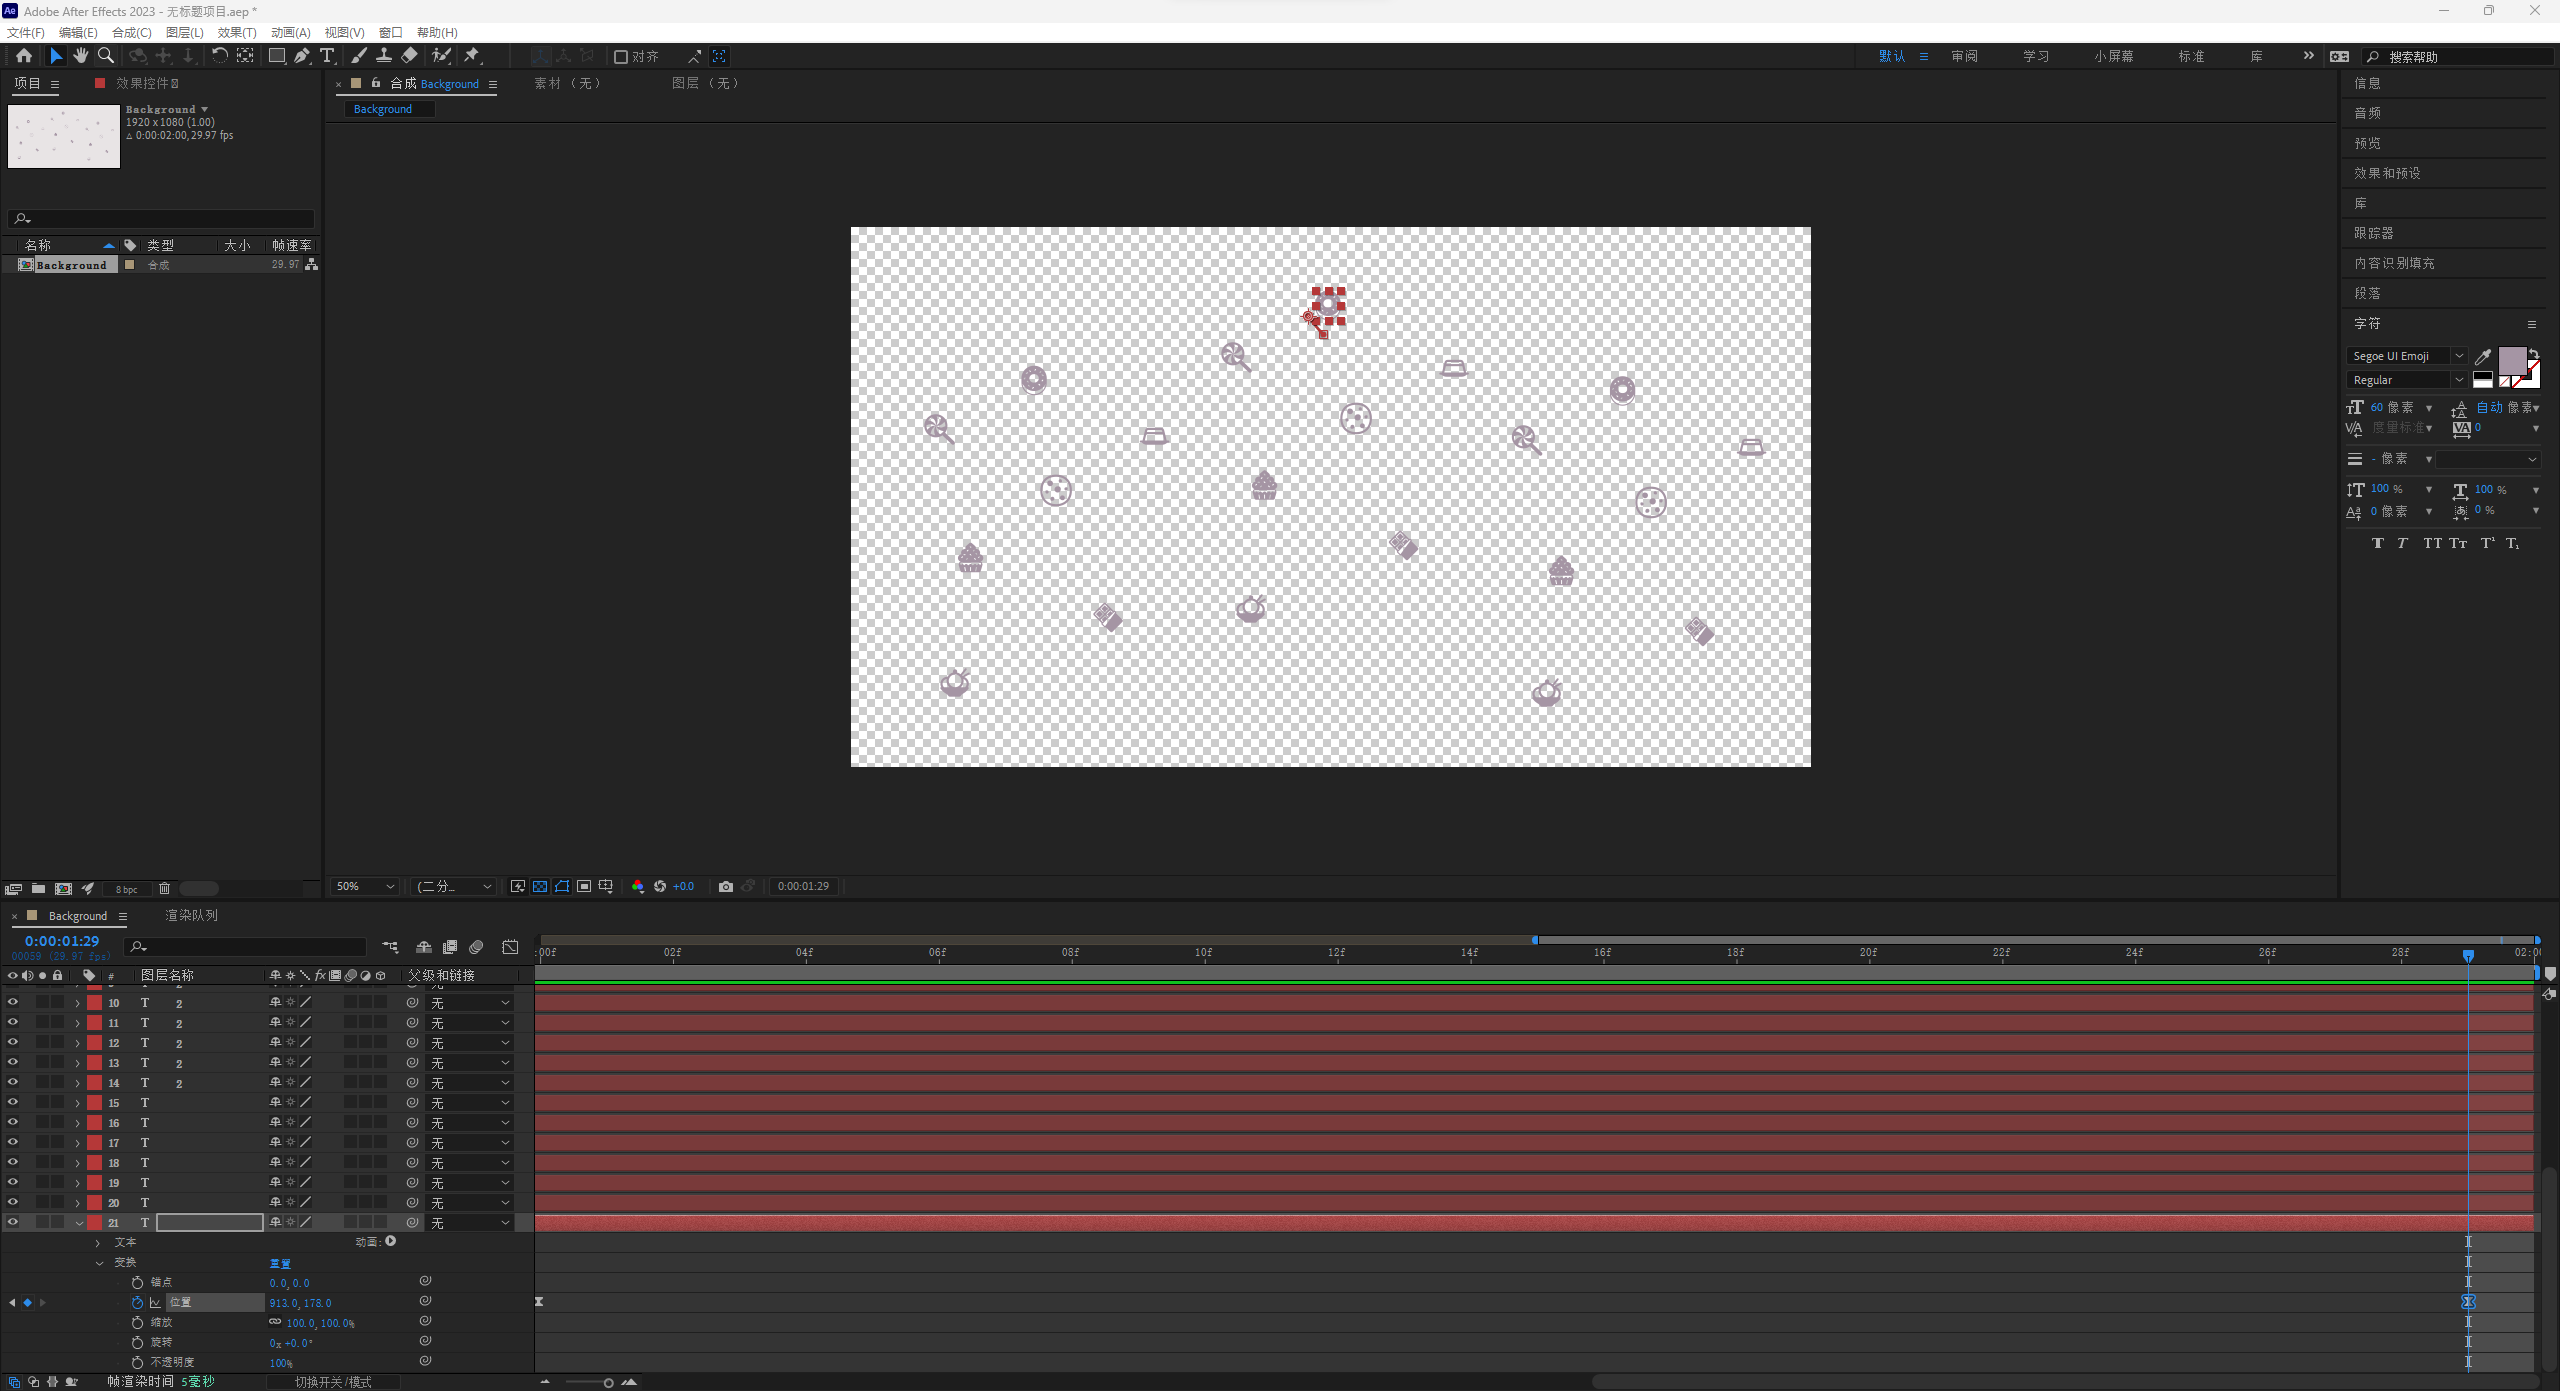 Adobe After Effects 2023 - 无标题项目.aep *
文件(F) 编辑(E) 合成(C) 图层(L) 效果(T) 动画(A) 视图(V) 窗口 帮助(H)
对齐 默认 审阅 学习 小屏幕 标准 库 搜索帮助
项目 效果控件
合成 Background 素材 (无) 图层 (无)
Background
Background
1920 x 1080 (1.00)
△ 0:00:02:00, 29.97 fps
名称 类型 大小 帧速率
Background 合成 29.97
8 bpc
50% (二分... +0.0 0:00:01:29
信息
音频
预览
效果和预设
库
跟踪器
内容识别填充
段落
字符
Segoe UI Emoji
Regular
60 像素 自动 像素
度量标准 0
- 像素
100 % 100 %
0 像素 0 %
Background 渲染队列
0:00:01:29
00059 (29.97 fps)
:00f 02f 04f 06f 08f 10f 12f 14f 16f 18f 20f 22f 24f 26f 28f 02:0
# 图层名称 父级和链接
10 T 2 无
11 T 2 无
12 T 2 无
13 T 2 无
14 T 2 无
15 T 无
16 T 无
17 T 无
18 T 无
19 T 无
20 T 无
21 T 无
文本 动画:
变换 重置
锚点 0.0, 0.0
位置 913.0, 178.0
缩放 100.0, 100.0%
旋转 0x +0.0°
不透明度 100%
帧渲染时间 5毫秒 切换开关/模式